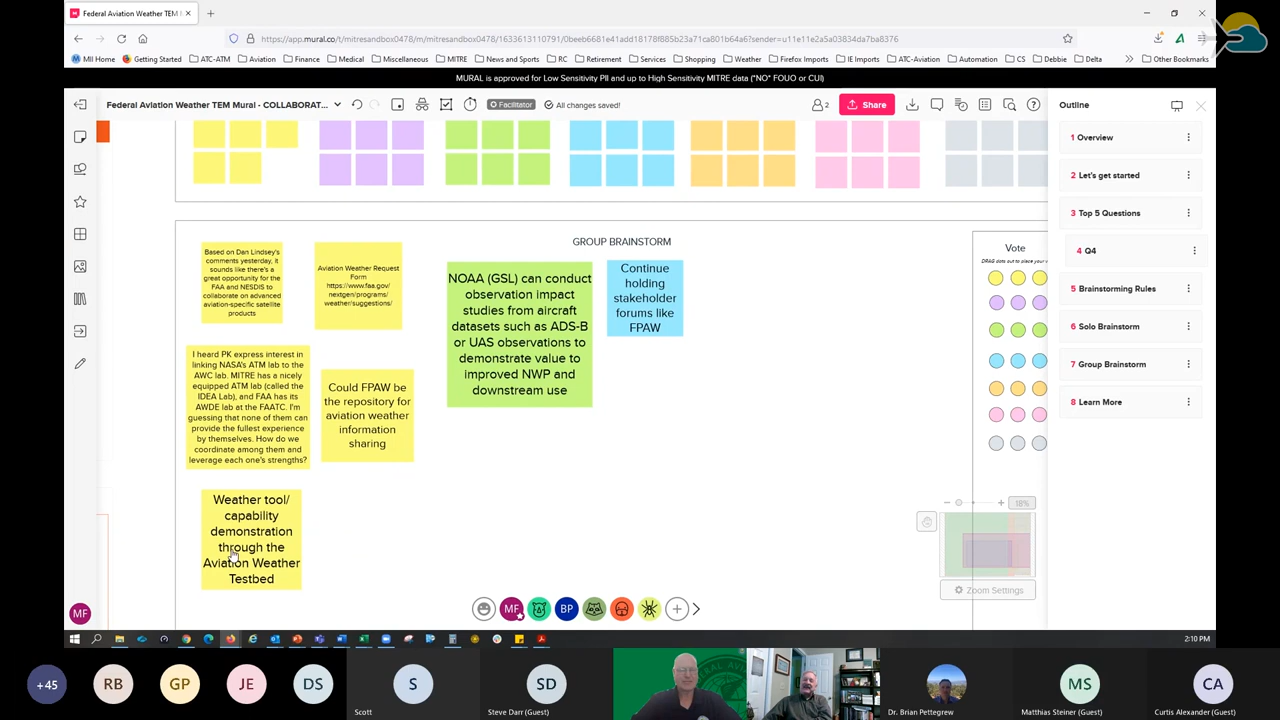 Federal Aviation Weather TEM M
https://app.mural.co/t/mitresandbox0478/m/mitresandbox0478/1633613110791/0beeb6681e41add18178f885b23a71ca801b64a6?sender=u11e11e2a5a03834da7ba8376
MII Home
Getting Started
ATC-ATM
Aviation
Finance
Medical
Miscellaneous
MITRE
News and Sports
RC
Retirement
Services
Shopping
Weather
Firefox Imports
IE Imports
ATC-Aviation
Automation
CS
Debbie
Delta
Other Bookmarks
MURAL is approved for Low Sensitivity PII and up to High Sensitivity MITRE data (*NO* FOUO or CUI)
Federal Aviation Weather TEM Mural - COLLABORAT...
Facilitator
All changes saved!
2
Share
Outline
1 Overview
2 Let's get started
3 Top 5 Questions
4 Q4
5 Brainstorming Rules
6 Solo Brainstorm
7 Group Brainstorm
8 Learn More
GROUP BRAINSTORM
Based on Dan Lindsey's
comments yesterday, it
sounds like there's a
great opportunity for the
FAA and NESDIS to
collaborate on advanced
aviation-specific satellite
products
Aviation Weather Request
Form
https://www.faa.gov/
nextgen/programs/
weather/suggestions/
NOAA (GSL) can conduct
observation impact
studies from aircraft
datasets such as ADS-B
or UAS observations to
demonstrate value to
improved NWP and
downstream use
Continue
holding
stakeholder
forums like
FPAW
I heard PK express interest in
linking NASA's ATM lab to the
AWC lab. MITRE has a nicely
equipped ATM lab (called the
IDEA Lab), and FAA has its
AWDE lab at the FAATC. I'm
guessing that none of them can
provide the fullest experience
by themselves. How do we
coordinate among them and
leverage each one's strengths?
Could FPAW be
the repository for
aviation weather
information
sharing
Weather tool/
capability
demonstration
through the
Aviation Weather
Testbed
Vote
18%
Zoom Settings
MF
MF
BP
2:10 PM
+45
RB
GP
JE
DS
S
Scott
SD
Steve Darr (Guest)
Dr. Brian Pettegrew
MS
Matthias Steiner (Guest)
CA
Curtis Alexander (Guest)